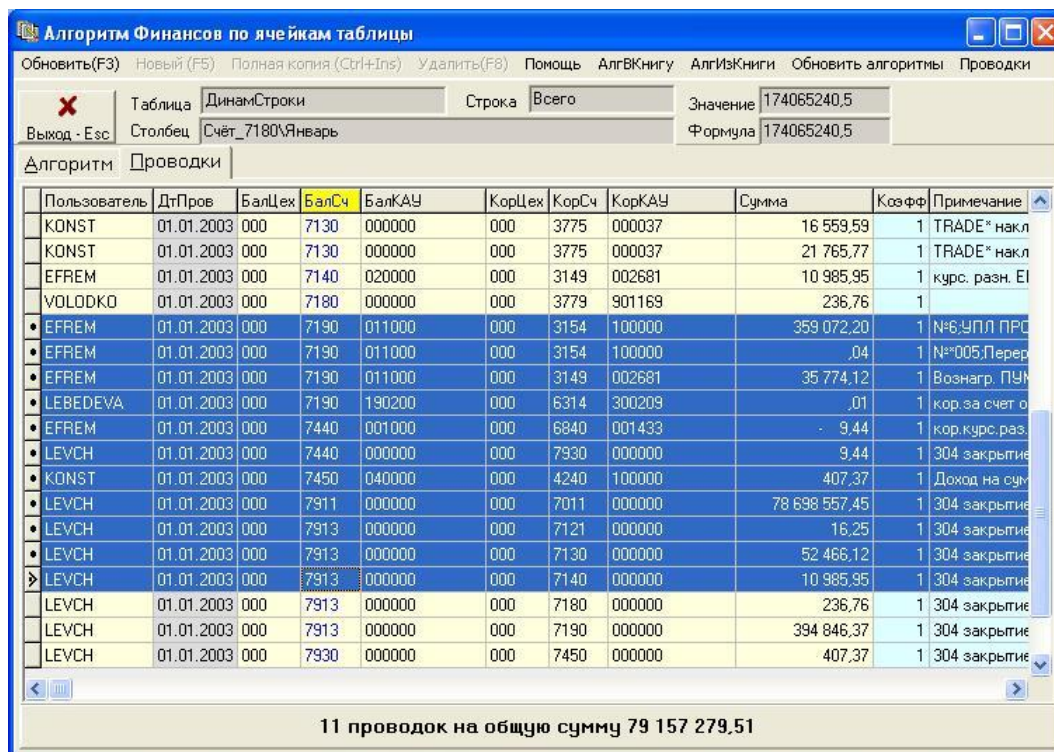 Алгоритм Финансов по ячейкам таблицы
Обновить(F3) Новый (F5) Полная копия (Ctrl+Ins) Удалить(F8) Помощь АлгВКнигу АлгИзКниги Обновить алгоритмы Проводки
Таблица ДинамСтроки Строка Всего Значение 174065240,5
Выход - Esc Столбец Счёт_7180\Январь Формула 174065240,5
Алгоритм Проводки
Пользователь ДтПров БалЦех БалСч БалКАУ КорЦех КорСч КорКАУ Сумма Коэфф Примечание
KONST 01.01.2003 000 7130 000000 000 3775 000037 16 559,59 1 TRADE* накл
KONST 01.01.2003 000 7130 000000 000 3775 000037 21 765,77 1 TRADE* накл
EFREM 01.01.2003 000 7140 020000 000 3149 002681 10 985,95 1 курс. разн. Е
VOLODKO 01.01.2003 000 7180 000000 000 3779 901169 236,76 1
EFREM 01.01.2003 000 7190 011000 000 3154 100000 359 072,20 1 №6;УПЛ ПРО
EFREM 01.01.2003 000 7190 011000 000 3154 100000 ,04 1 №*005;Перер
EFREM 01.01.2003 000 7190 011000 000 3149 002681 35 774,12 1 Вознагр. ПУМ
LEBEDEVA 01.01.2003 000 7190 190200 000 6314 300209 ,01 1 кор.за счет о
EFREM 01.01.2003 000 7440 001000 000 6840 001433 - 9,44 1 кор.курс.раз.
LEVCH 01.01.2003 000 7440 000000 000 7930 000000 9,44 1 304 закрытие
KONST 01.01.2003 000 7450 040000 000 4240 100000 407,37 1 Доход на сум
LEVCH 01.01.2003 000 7911 000000 000 7011 000000 78 698 557,45 1 304 закрытие
LEVCH 01.01.2003 000 7913 000000 000 7121 000000 16,25 1 304 закрытие
LEVCH 01.01.2003 000 7913 000000 000 7130 000000 52 466,12 1 304 закрытие
LEVCH 01.01.2003 000 7913 000000 000 7140 000000 10 985,95 1 304 закрытие
LEVCH 01.01.2003 000 7913 000000 000 7180 000000 236,76 1 304 закрытие
LEVCH 01.01.2003 000 7913 000000 000 7190 000000 394 846,37 1 304 закрытие
LEVCH 01.01.2003 000 7930 000000 000 7450 000000 407,37 1 304 закрытие
11 проводок на общую сумму 79 157 279,51